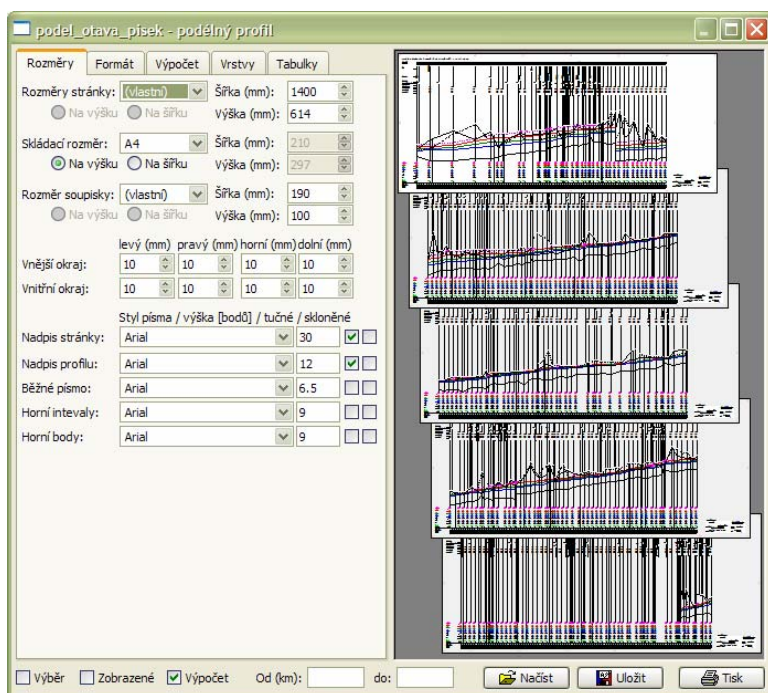 podel_otava_pisek - podélný profil
Rozměry Formát Výpočet Vrstvy Tabulky
Rozměry stránky: (vlastní) Šířka (mm): 1400
Na výšku Na šířku Výška (mm): 614
Skládací rozměr: A4 Šířka (mm): 210
Na výšku Na šířku Výška (mm): 297
Rozměr soupisky: (vlastní) Šířka (mm): 190
Na výšku Na šířku Výška (mm): 100
levý (mm) pravý (mm) horní (mm) dolní (mm)
Vnější okraj: 10 10 10 10
Vnitřní okraj: 10 10 10 10
Styl písma / výška [bodů] / tučné / skloněné
Nadpis stránky: Arial 30
Nadpis profilu: Arial 12
Běžné písmo: Arial 6.5
Horní intevaly: Arial 9
Horní body: Arial 9
Výběr Zobrazené Výpočet Od (km): do: Načíst Uložit Tisk